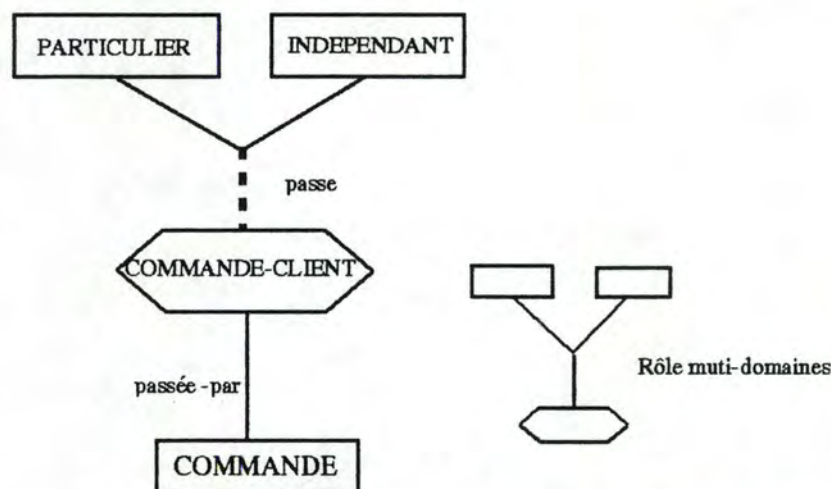 PARTICULIER
INDEPENDANT
passe
COMMANDE-CLIENT
passée -par
COMMANDE
Rôle muti-domaines